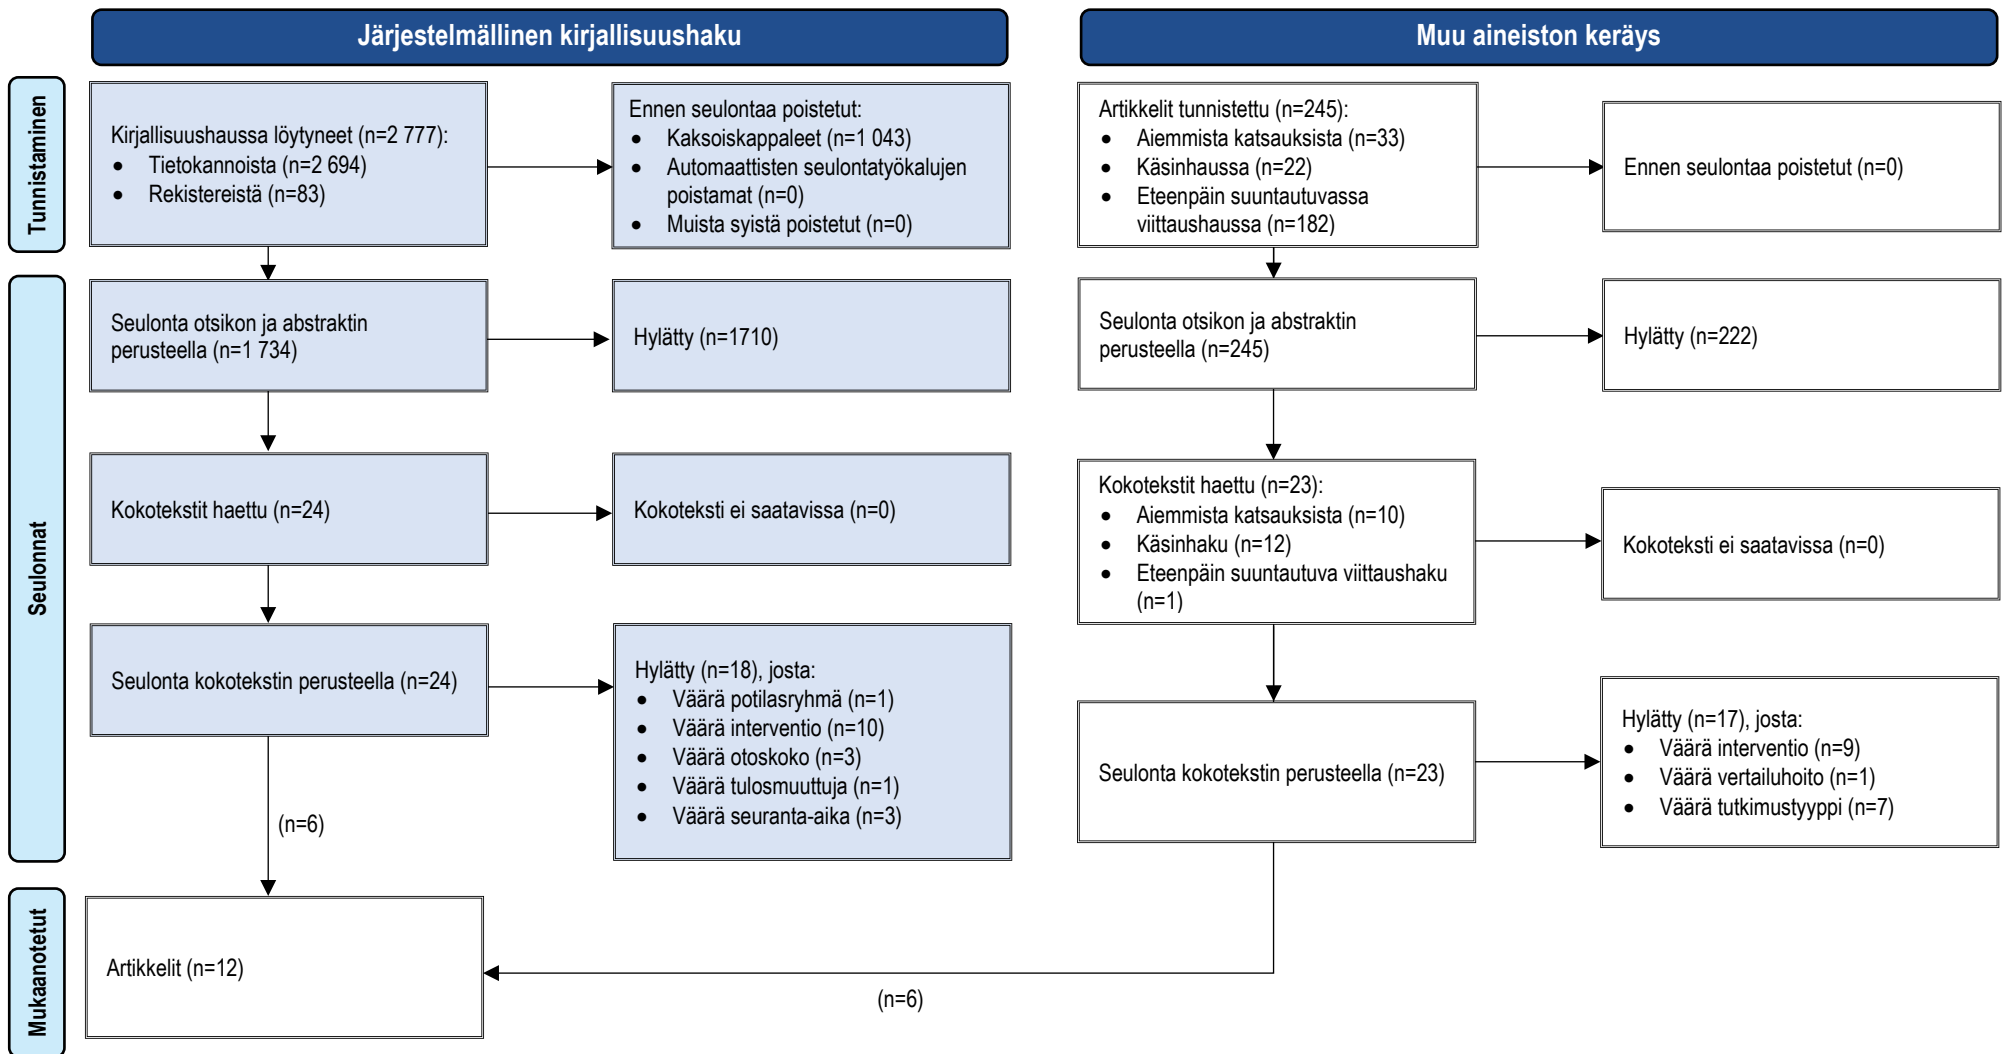 Järjestelmällinen kirjallisuushaku
Muu aineiston keräys
Tunnistaminen
Kirjallisuushaussa löytyneet (n=2 777):
• Tietokannoista (n=2 694)
• Rekistereistä (n=83)
Ennen seulontaa poistetut:
• Kaksoiskappaleet (n=1 043)
• Automaattisten seulontatyökalujen
poistamat (n=0)
• Muista syistä poistetut (n=0)
Artikkelit tunnistettu (n=245):
• Aiemmista katsauksista (n=33)
• Käsinhaussa (n=22)
• Eteenpäin suuntautuvassa
viittaushaussa (n=182)
Ennen seulontaa poistetut (n=0)
Seulonnat
Seulonta otsikon ja abstraktin
perusteella (n=1 734)
Hylätty (n=1710)
Seulonta otsikon ja abstraktin
perusteella (n=245)
Hylätty (n=222)
Kokotekstit haettu (n=24)
Kokoteksti ei saatavissa (n=0)
Kokotekstit haettu (n=23):
• Aiemmista katsauksista (n=10)
• Käsinhaku (n=12)
• Eteenpäin suuntautuva viittaushaku
(n=1)
Kokoteksti ei saatavissa (n=0)
Seulonta kokotekstin perusteella (n=24)
Hylätty (n=18), josta:
• Väärä potilasryhmä (n=1)
• Väärä interventio (n=10)
• Väärä otoskoko (n=3)
• Väärä tulosmuuttuja (n=1)
• Väärä seuranta-aika (n=3)
Seulonta kokotekstin perusteella (n=23)
Hylätty (n=17), josta:
• Väärä interventio (n=9)
• Väärä vertailuhoito (n=1)
• Väärä tutkimustyyppi (n=7)
(n=6)
Mukaanotetut
Artikkelit (n=12)
(n=6)